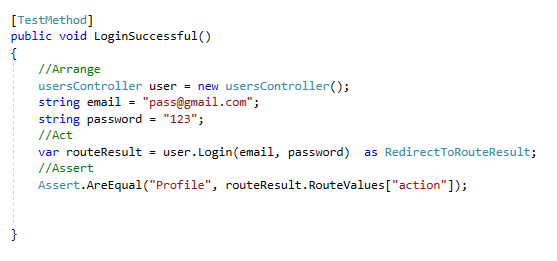 [TestMethod]
public void LoginSuccessful()
{
//Arrange
usersController user = new usersController();
string email = "pass@gmail.com";
string password = "123";
//Act
var routeResult = user.Login(email, password)  as RedirectToRouteResult;
//Assert
Assert.AreEqual("Profile", routeResult.RouteValues["action"]);
}